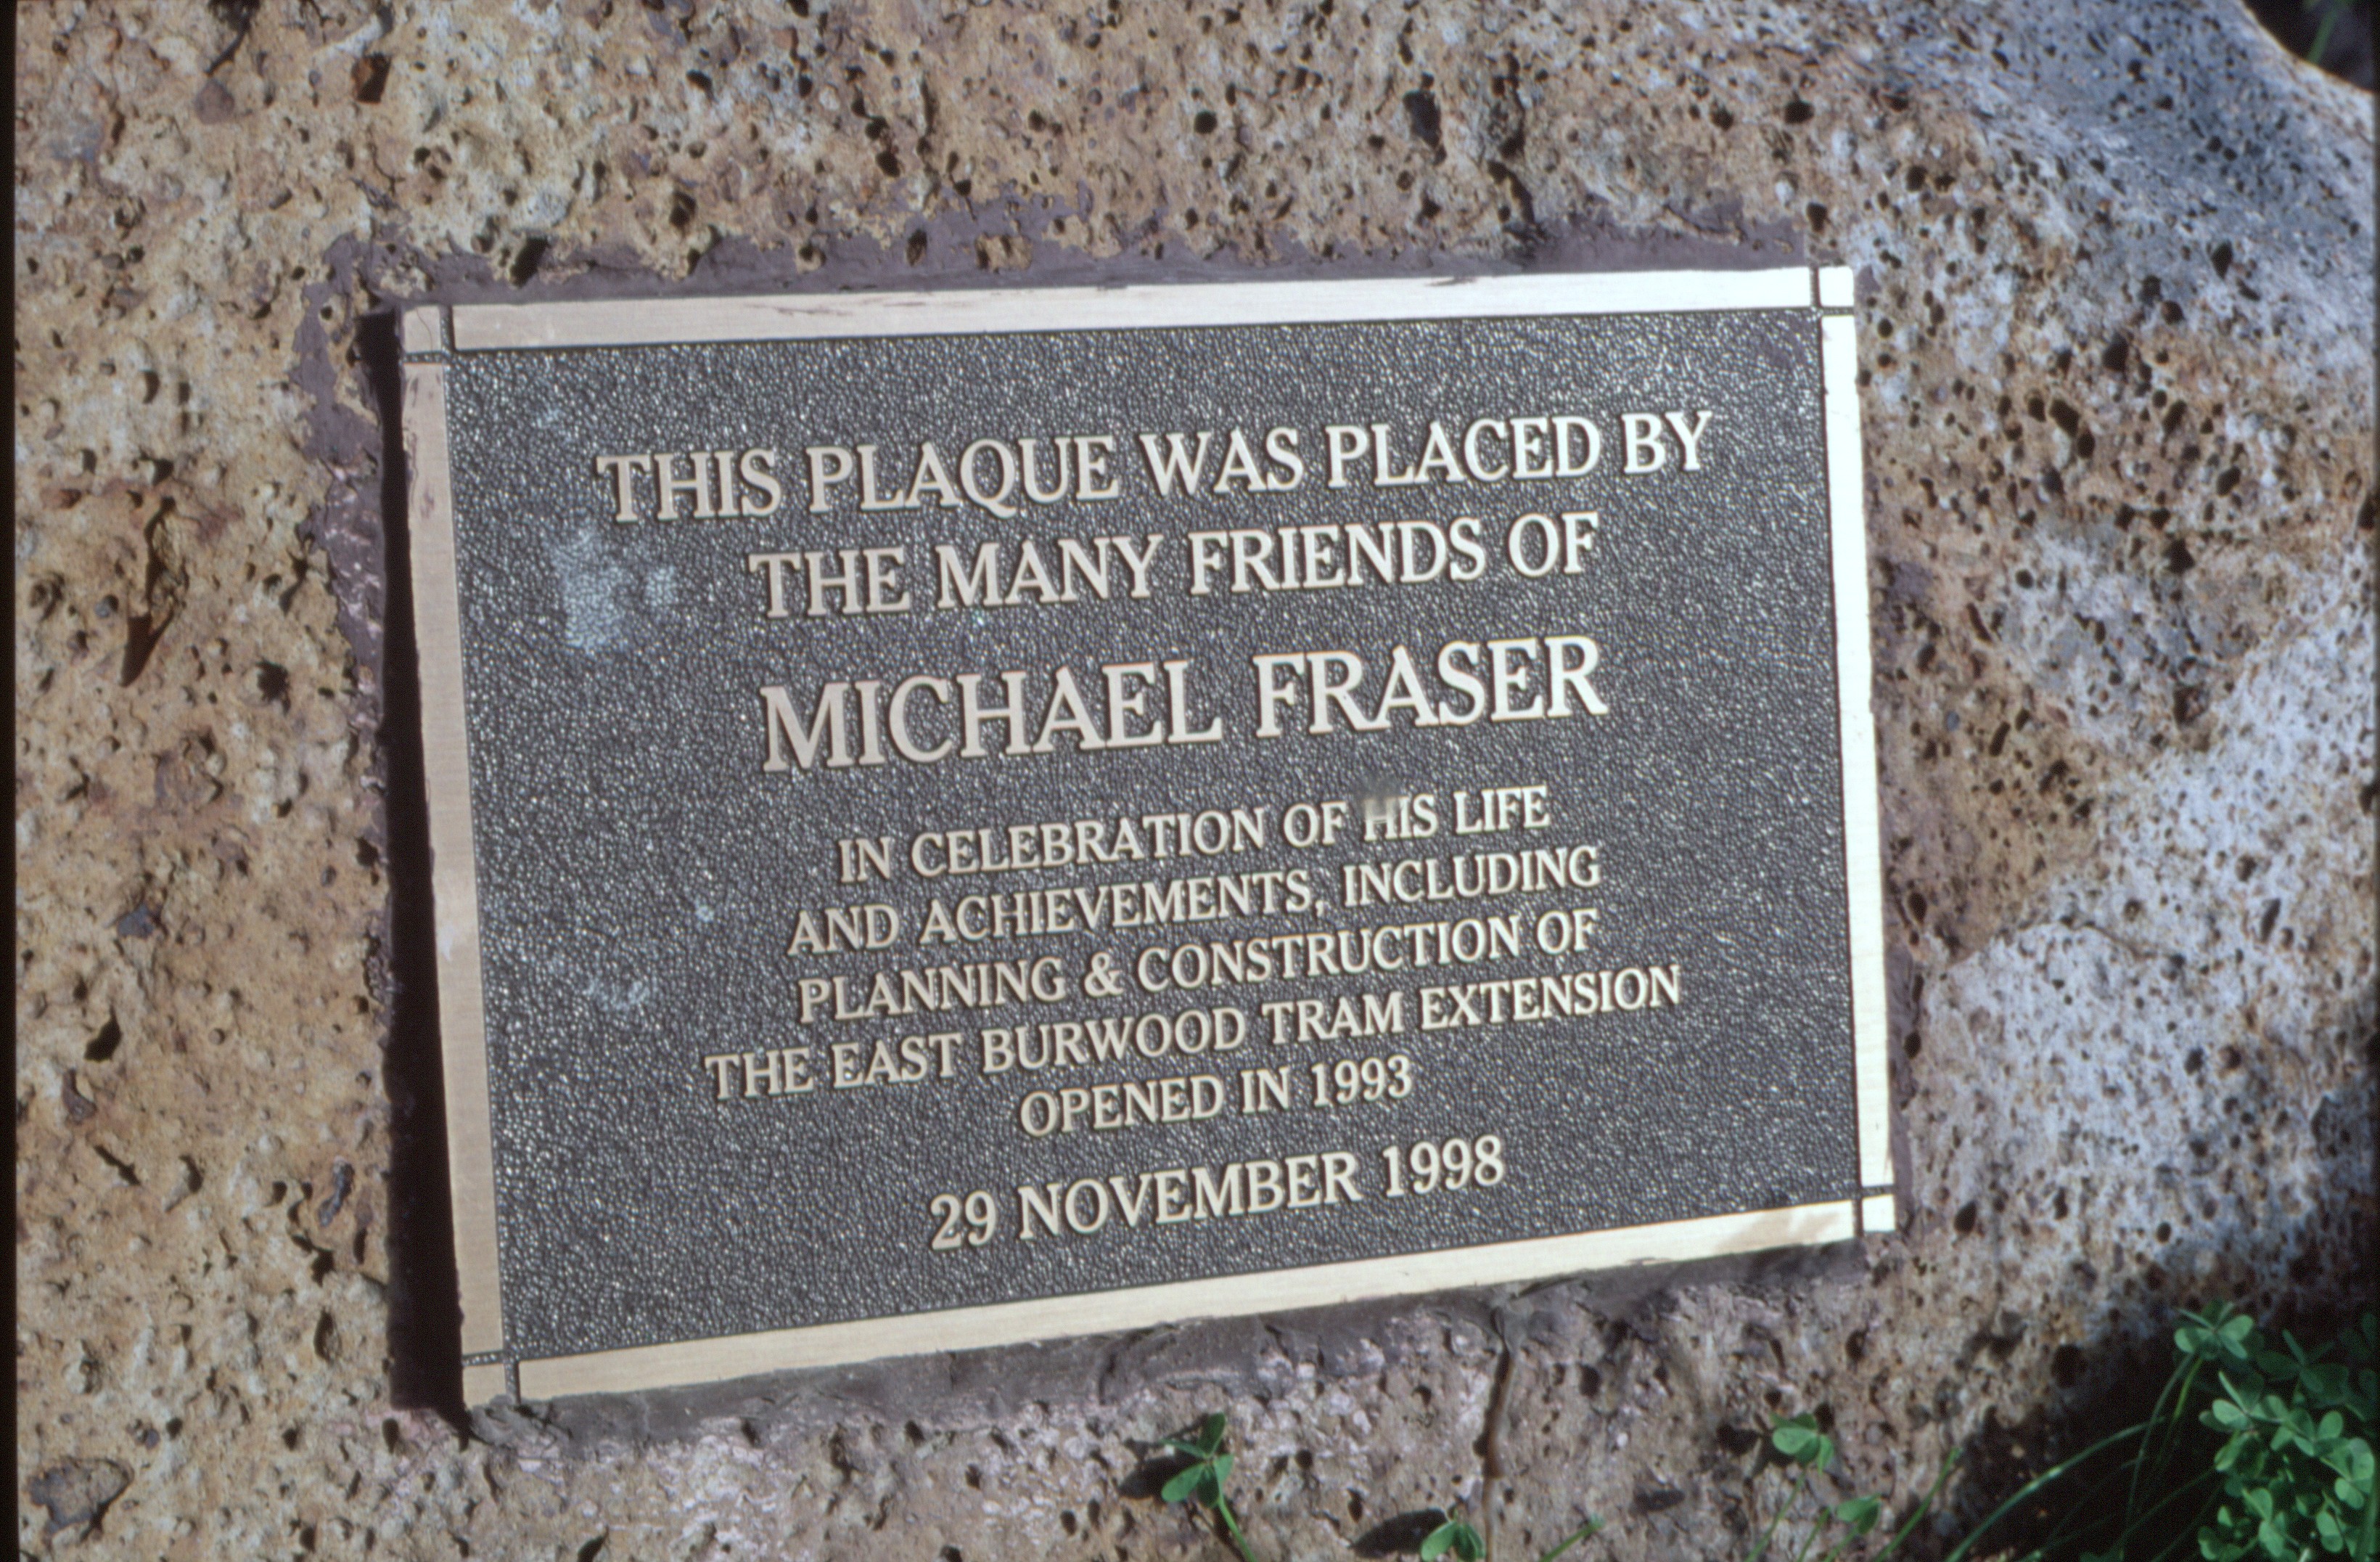 THIS PLAQUE WAS PLACED BY
THE MANY FRIENDS OF
MICHAEL FRASER
IN CELEBRATION OF HIS LIFE
AND ACHIEVEMENTS, INCLUDING
PLANNING & CONSTRUCTION OF
THE EAST BURWOOD TRAM EXTENSION
OPENED IN 1993
29 NOVEMBER 1998